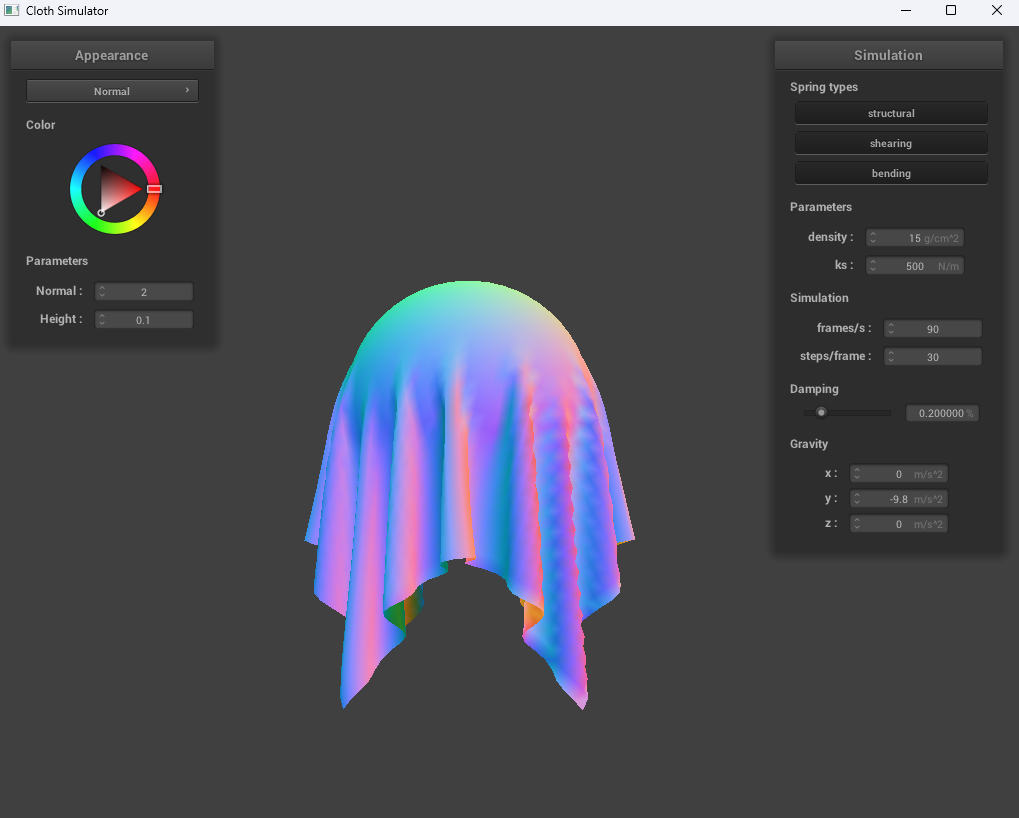 Cloth Simulator
Appearance
Normal
Color
Parameters
Normal : 2
Height : 0.1
Simulation
Spring types
structural
shearing
bending
Parameters
density : 15 g/cm^2
ks : 500 N/m
Simulation
frames/s : 90
steps/frame : 30
Damping
0.200000 %
Gravity
x : 0 m/s^2
y : -9.8 m/s^2
z : 0 m/s^2